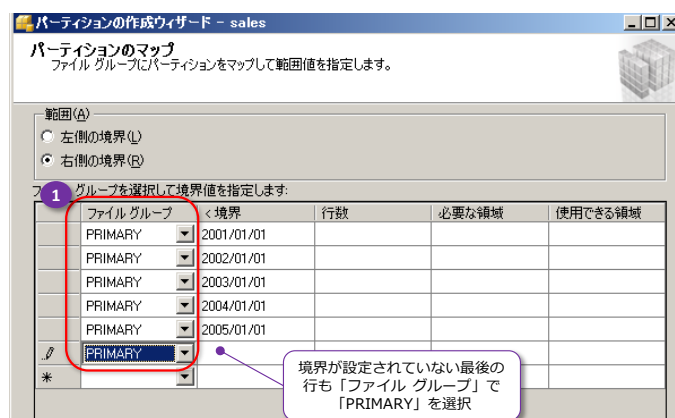 パーティションの作成ウィザード - sales
パーティションのマップ
ファイル グループにパーティションをマップして範囲値を指定します。
範囲(A)
左側の境界(L)
右側の境界(R)
1
グループを選択して境界値を指定します:
ファイル グループ < 境界 行数 必要な領域 使用できる領域
PRIMARY 2001/01/01
PRIMARY 2002/01/01
PRIMARY 2003/01/01
PRIMARY 2004/01/01
PRIMARY 2005/01/01
PRIMARY
境界が設定されていない最後の
行も「ファイル グループ」で
「PRIMARY」を選択